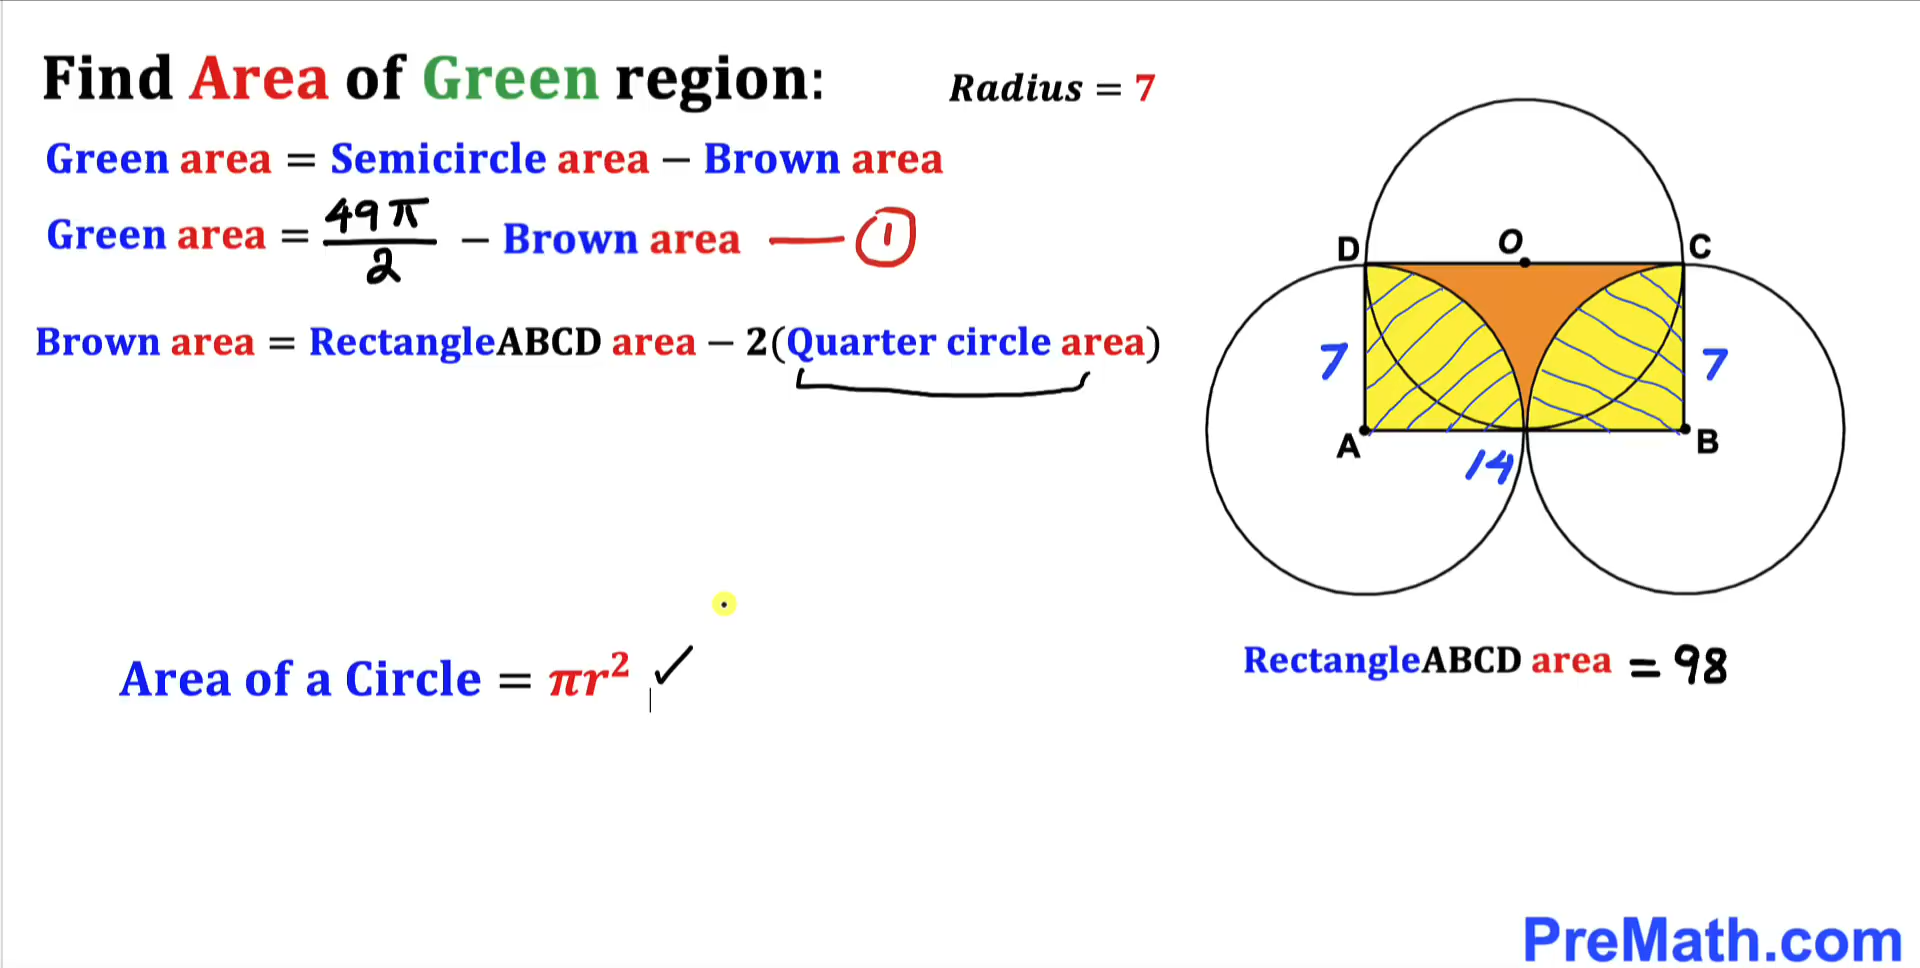 Find Area of Green region:
Radius = 7
Green area = Semicircle area − Brown area
Green area = 49π/2 − Brown area — ①
Brown area = RectangleABCD area − 2(Quarter circle area)
D
O
C
7
7
A
B
14
Area of a Circle = πr² ✓
RectangleABCD area = 98
PreMath.com